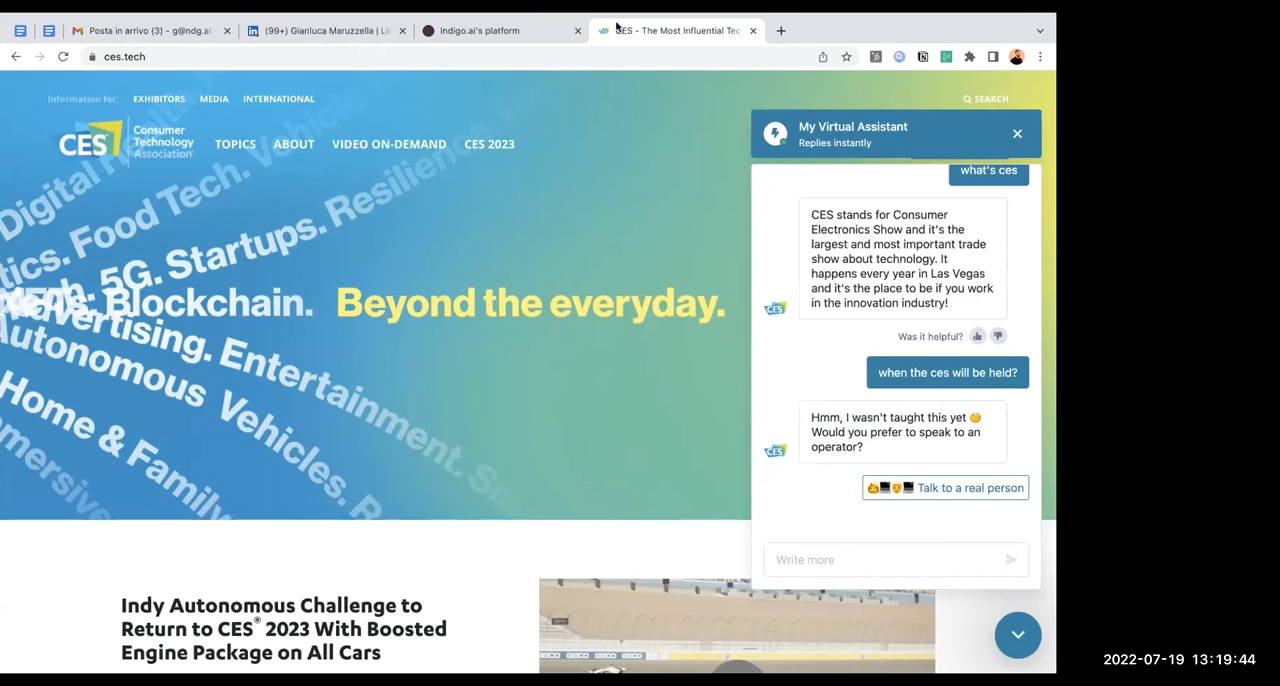 Posta in arrivo (3) - g@ndg.ai -
(99+) Gianluca Maruzzella | Li
Indigo.ai's platform
CES - The Most Influential Tec
ces.tech
Information for: EXHIBITORS MEDIA INTERNATIONAL
SEARCH
CES Consumer Technology Association
TOPICS ABOUT VIDEO ON-DEMAND CES 2023
Digital
Vehicle
Food Tech.
Resilience
tics.
5G. Startups.
Blockchain.
Beyond the everyday.
Advertising. Entertainment.
Autonomous Vehicles.
Home & Family
mersive
My Virtual Assistant
Replies instantly
what's ces
CES stands for Consumer
Electronics Show and it's the
largest and most important trade
show about technology. It
happens every year in Las Vegas
and it's the place to be if you work
in the innovation industry!
CES
Was it helpful?
when the ces will be held?
Hmm, I wasn't taught this yet 🧐
Would you prefer to speak to an
operator?
CES
Talk to a real person
Write more
Indy Autonomous Challenge to
Return to CES® 2023 With Boosted
Engine Package on All Cars
2022-07-19 13:19:44